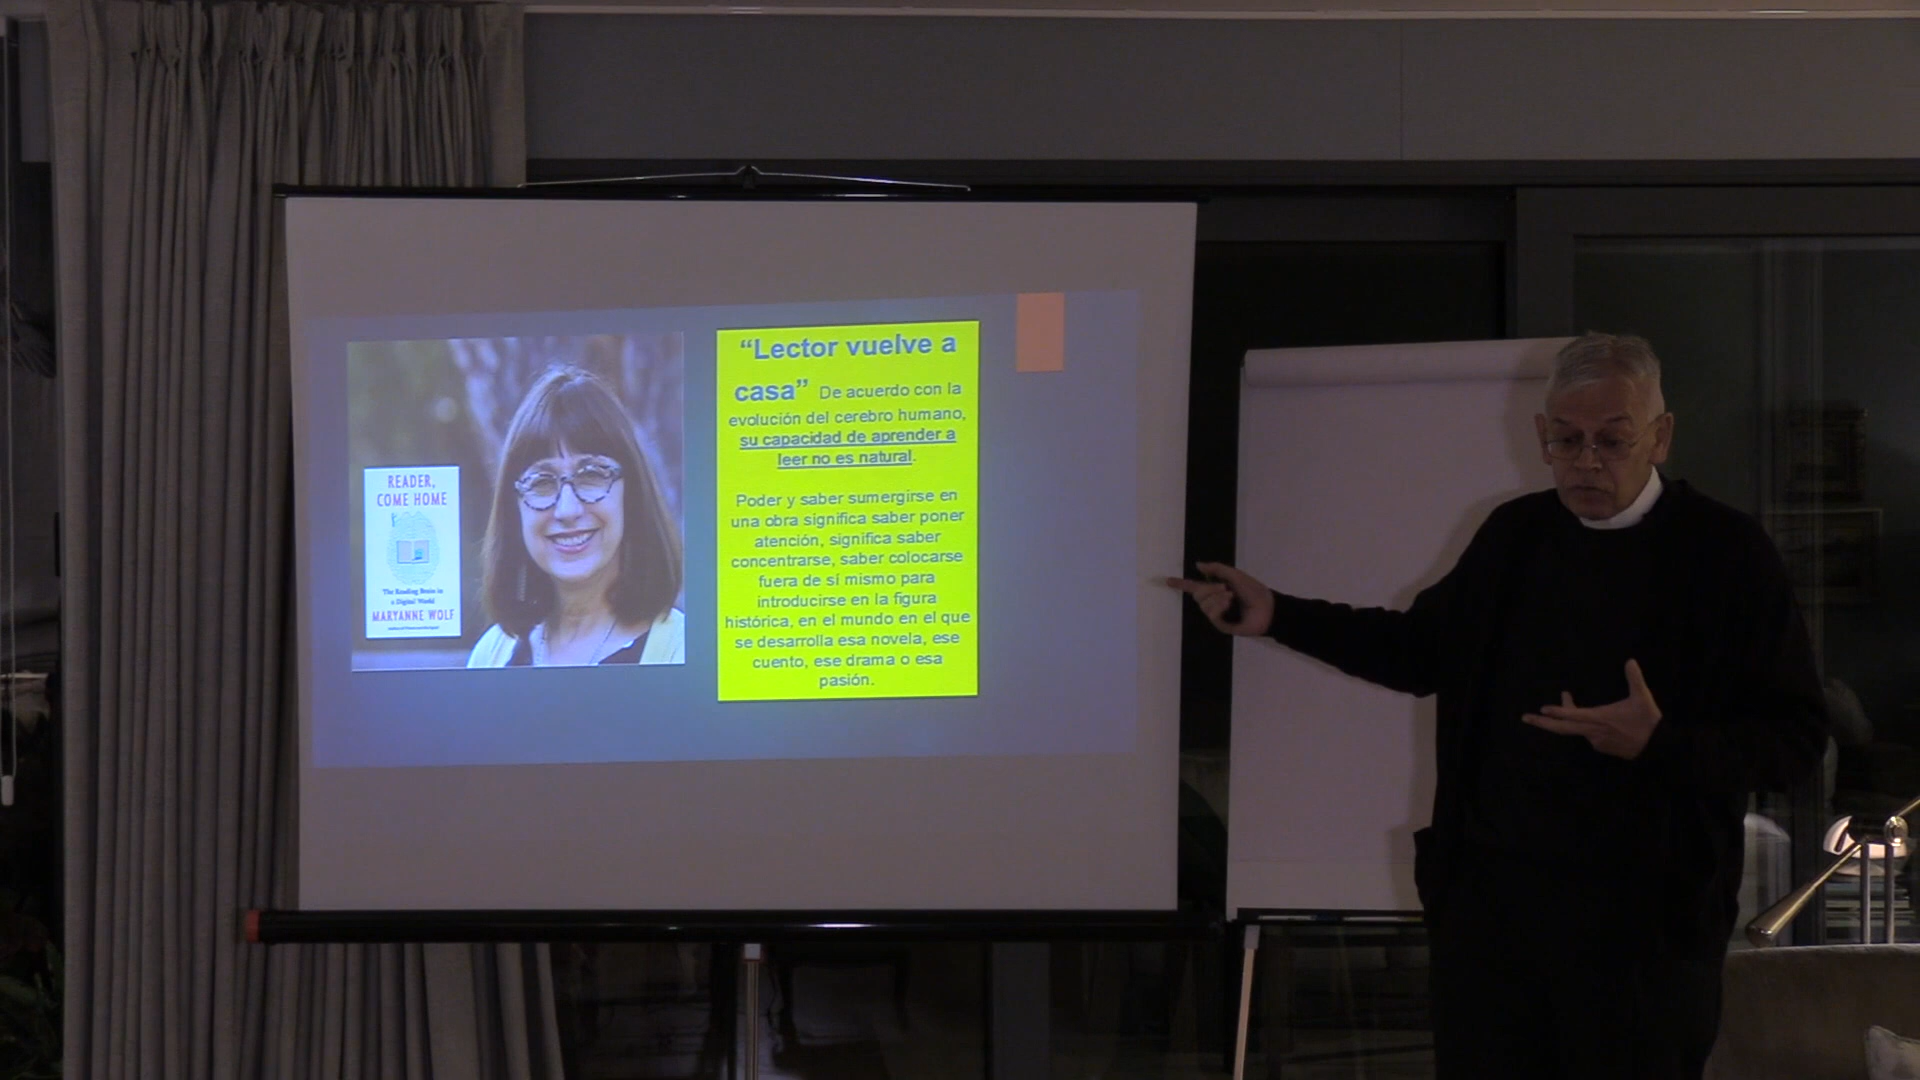 READER,
COME HOME
The Reading Brain in
a Digital World
MARYANNE WOLF
“Lector vuelve a
casa” De acuerdo con la
evolución del cerebro humano,
su capacidad de aprender a
leer no es natural.
Poder y saber sumergirse en
una obra significa saber poner
atención, significa saber
concentrarse, saber colocarse
fuera de sí mismo para
introducirse en la figura
histórica, en el mundo en el que
se desarrolla esa novela, ese
cuento, ese drama o esa
pasión.